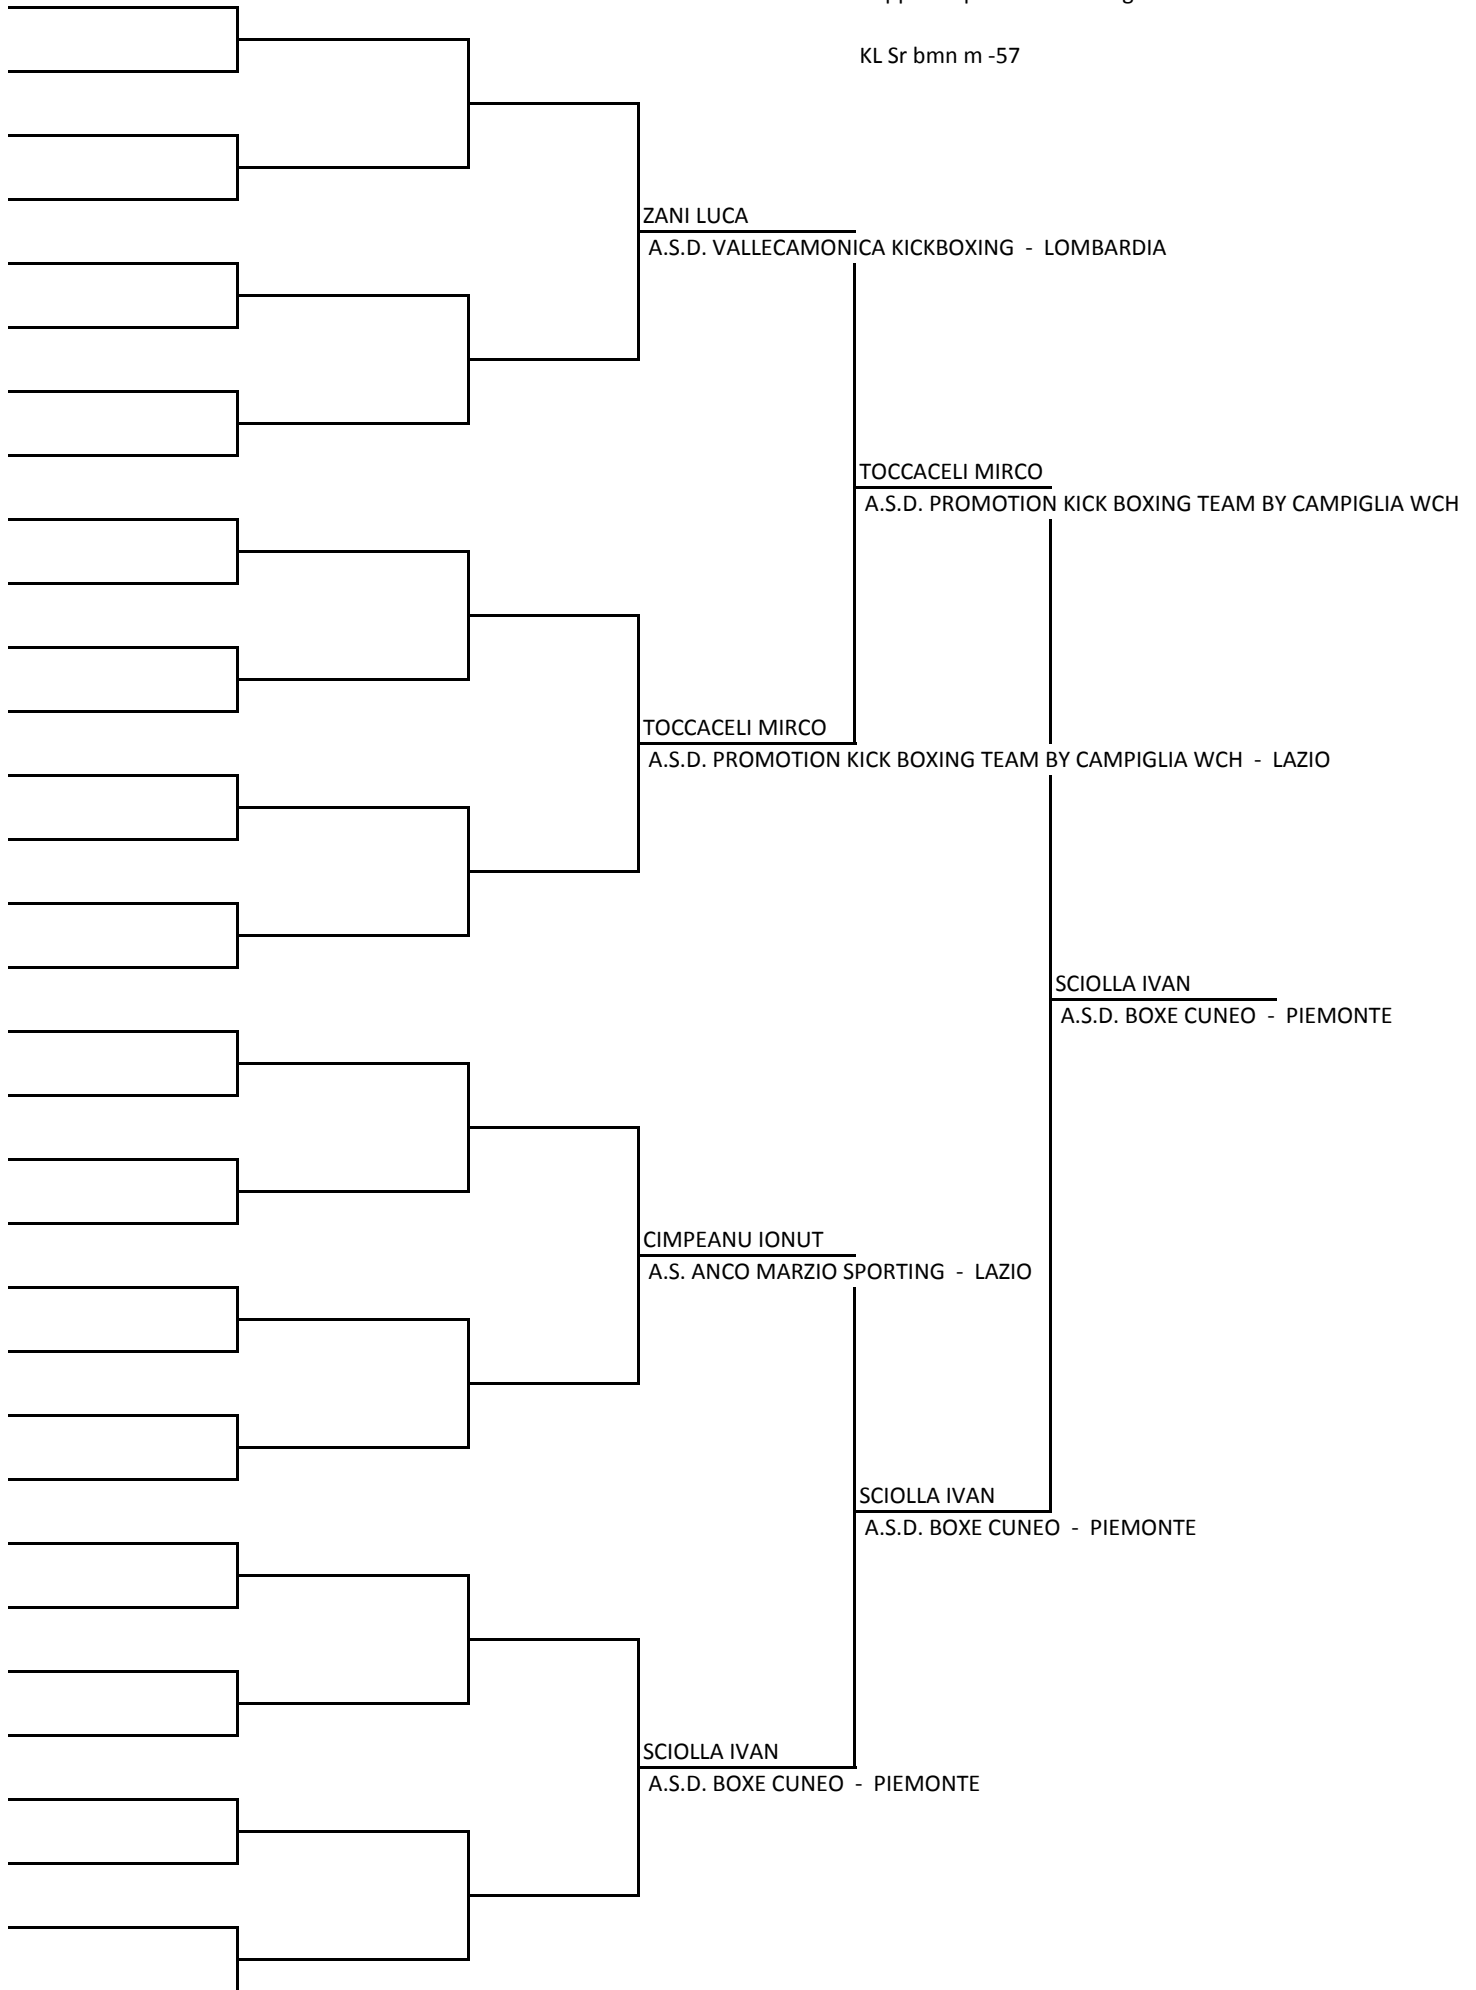 KL Sr bmn m -57
ZANI LUCA
A.S.D. VALLECAMONICA KICKBOXING - LOMBARDIA
TOCCACELI MIRCO
A.S.D. PROMOTION KICK BOXING TEAM BY CAMPIGLIA WCH
TOCCACELI MIRCO
A.S.D. PROMOTION KICK BOXING TEAM BY CAMPIGLIA WCH - LAZIO
SCIOLLA IVAN
A.S.D. BOXE CUNEO - PIEMONTE
CIMPEANU IONUT
A.S. ANCO MARZIO SPORTING - LAZIO
SCIOLLA IVAN
A.S.D. BOXE CUNEO - PIEMONTE
SCIOLLA IVAN
A.S.D. BOXE CUNEO - PIEMONTE